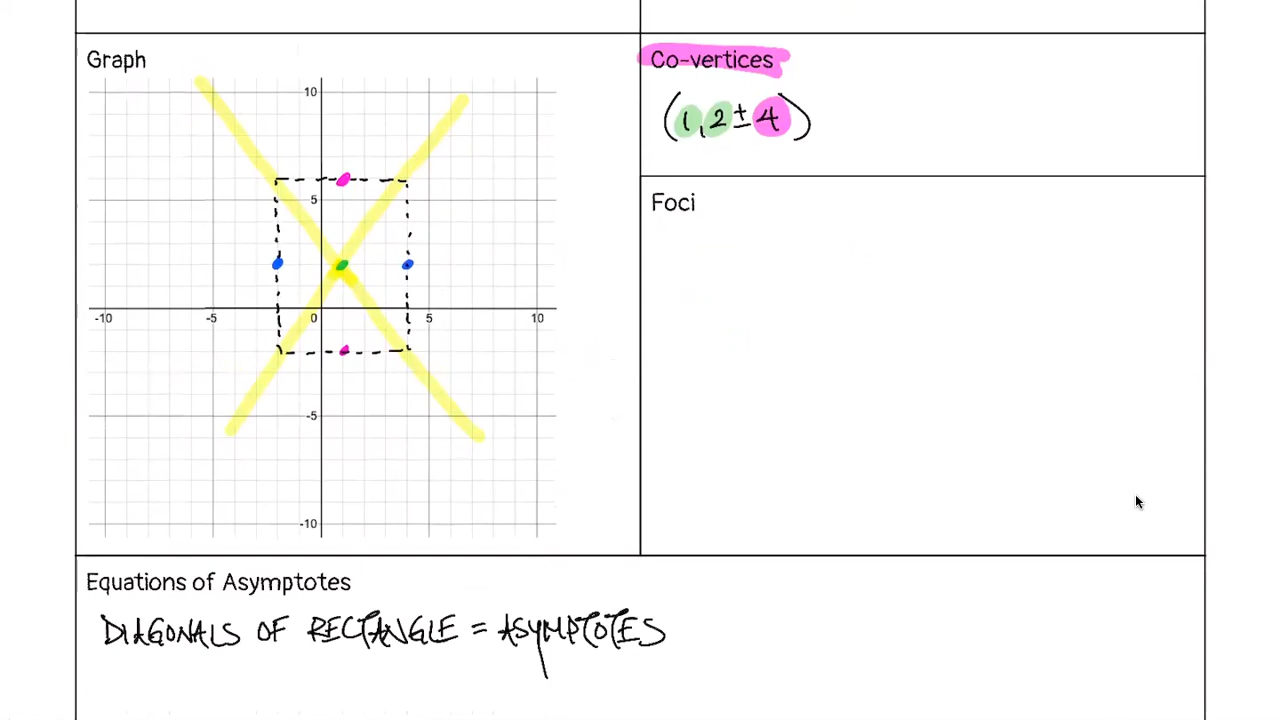 Graph
Co-vertices
(1, 2 ± 4)
Foci
10
5
-10
-5
0
5
10
-5
-10
Equations of Asymptotes
DIAGONALS OF RECTANGLE = ASYMPTOTES